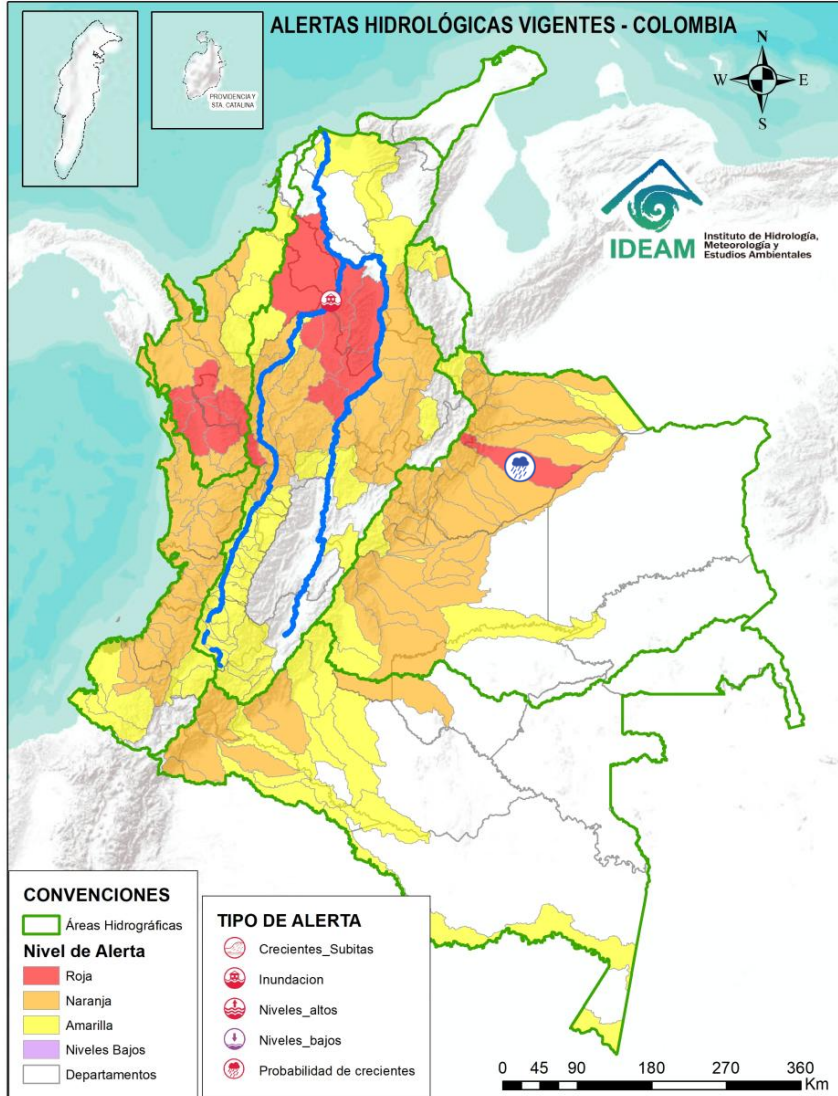 ALERTAS HIDROLÓGICAS VIGENTES - COLOMBIA
PROVIDENCIA Y
STA. CATALINA
N
W
E
S
IDEAM
Instituto de Hidrología,
Meteorología y
Estudios Ambientales
CONVENCIONES
Áreas Hidrográficas
Nivel de Alerta
Roja
Naranja
Amarilla
Niveles Bajos
Departamentos
TIPO DE ALERTA
Crecientes_Subitas
Inundacion
Niveles_altos
Niveles_bajos
Probabilidad de crecientes
0 45 90 180 270 360
Km